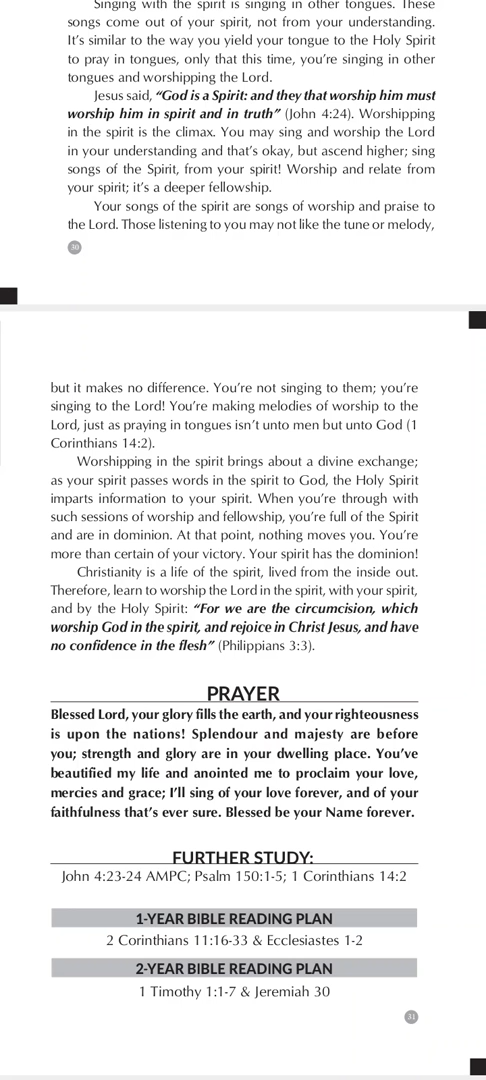 Singing with the spirit is singing in other tongues. These
songs come out of your spirit, not from your understanding.
It's similar to the way you yield your tongue to the Holy Spirit
to pray in tongues, only that this time, you're singing in other
tongues and worshipping the Lord.
Jesus said, “God is a Spirit: and they that worship him must
worship him in spirit and in truth” (John 4:24). Worshipping
in the spirit is the climax. You may sing and worship the Lord
in your understanding and that's okay, but ascend higher; sing
songs of the Spirit, from your spirit! Worship and relate from
your spirit; it's a deeper fellowship.
Your songs of the spirit are songs of worship and praise to
the Lord. Those listening to you may not like the tune or melody,
30
but it makes no difference. You're not singing to them; you're
singing to the Lord! You're making melodies of worship to the
Lord, just as praying in tongues isn't unto men but unto God (1
Corinthians 14:2).
Worshipping in the spirit brings about a divine exchange;
as your spirit passes words in the spirit to God, the Holy Spirit
imparts information to your spirit. When you're through with
such sessions of worship and fellowship, you're full of the Spirit
and are in dominion. At that point, nothing moves you. You're
more than certain of your victory. Your spirit has the dominion!
Christianity is a life of the spirit, lived from the inside out.
Therefore, learn to worship the Lord in the spirit, with your spirit,
and by the Holy Spirit: “For we are the circumcision, which
worship God in the spirit, and rejoice in Christ Jesus, and have
no confidence in the flesh” (Philippians 3:3).
PRAYER
Blessed Lord, your glory fills the earth, and your righteousness
is upon the nations! Splendour and majesty are before
you; strength and glory are in your dwelling place. You've
beautified my life and anointed me to proclaim your love,
mercies and grace; I'll sing of your love forever, and of your
faithfulness that's ever sure. Blessed be your Name forever.
FURTHER STUDY:
John 4:23-24 AMPC; Psalm 150:1-5; 1 Corinthians 14:2
1-YEAR BIBLE READING PLAN
2 Corinthians 11:16-33 & Ecclesiastes 1-2
2-YEAR BIBLE READING PLAN
1 Timothy 1:1-7 & Jeremiah 30
31